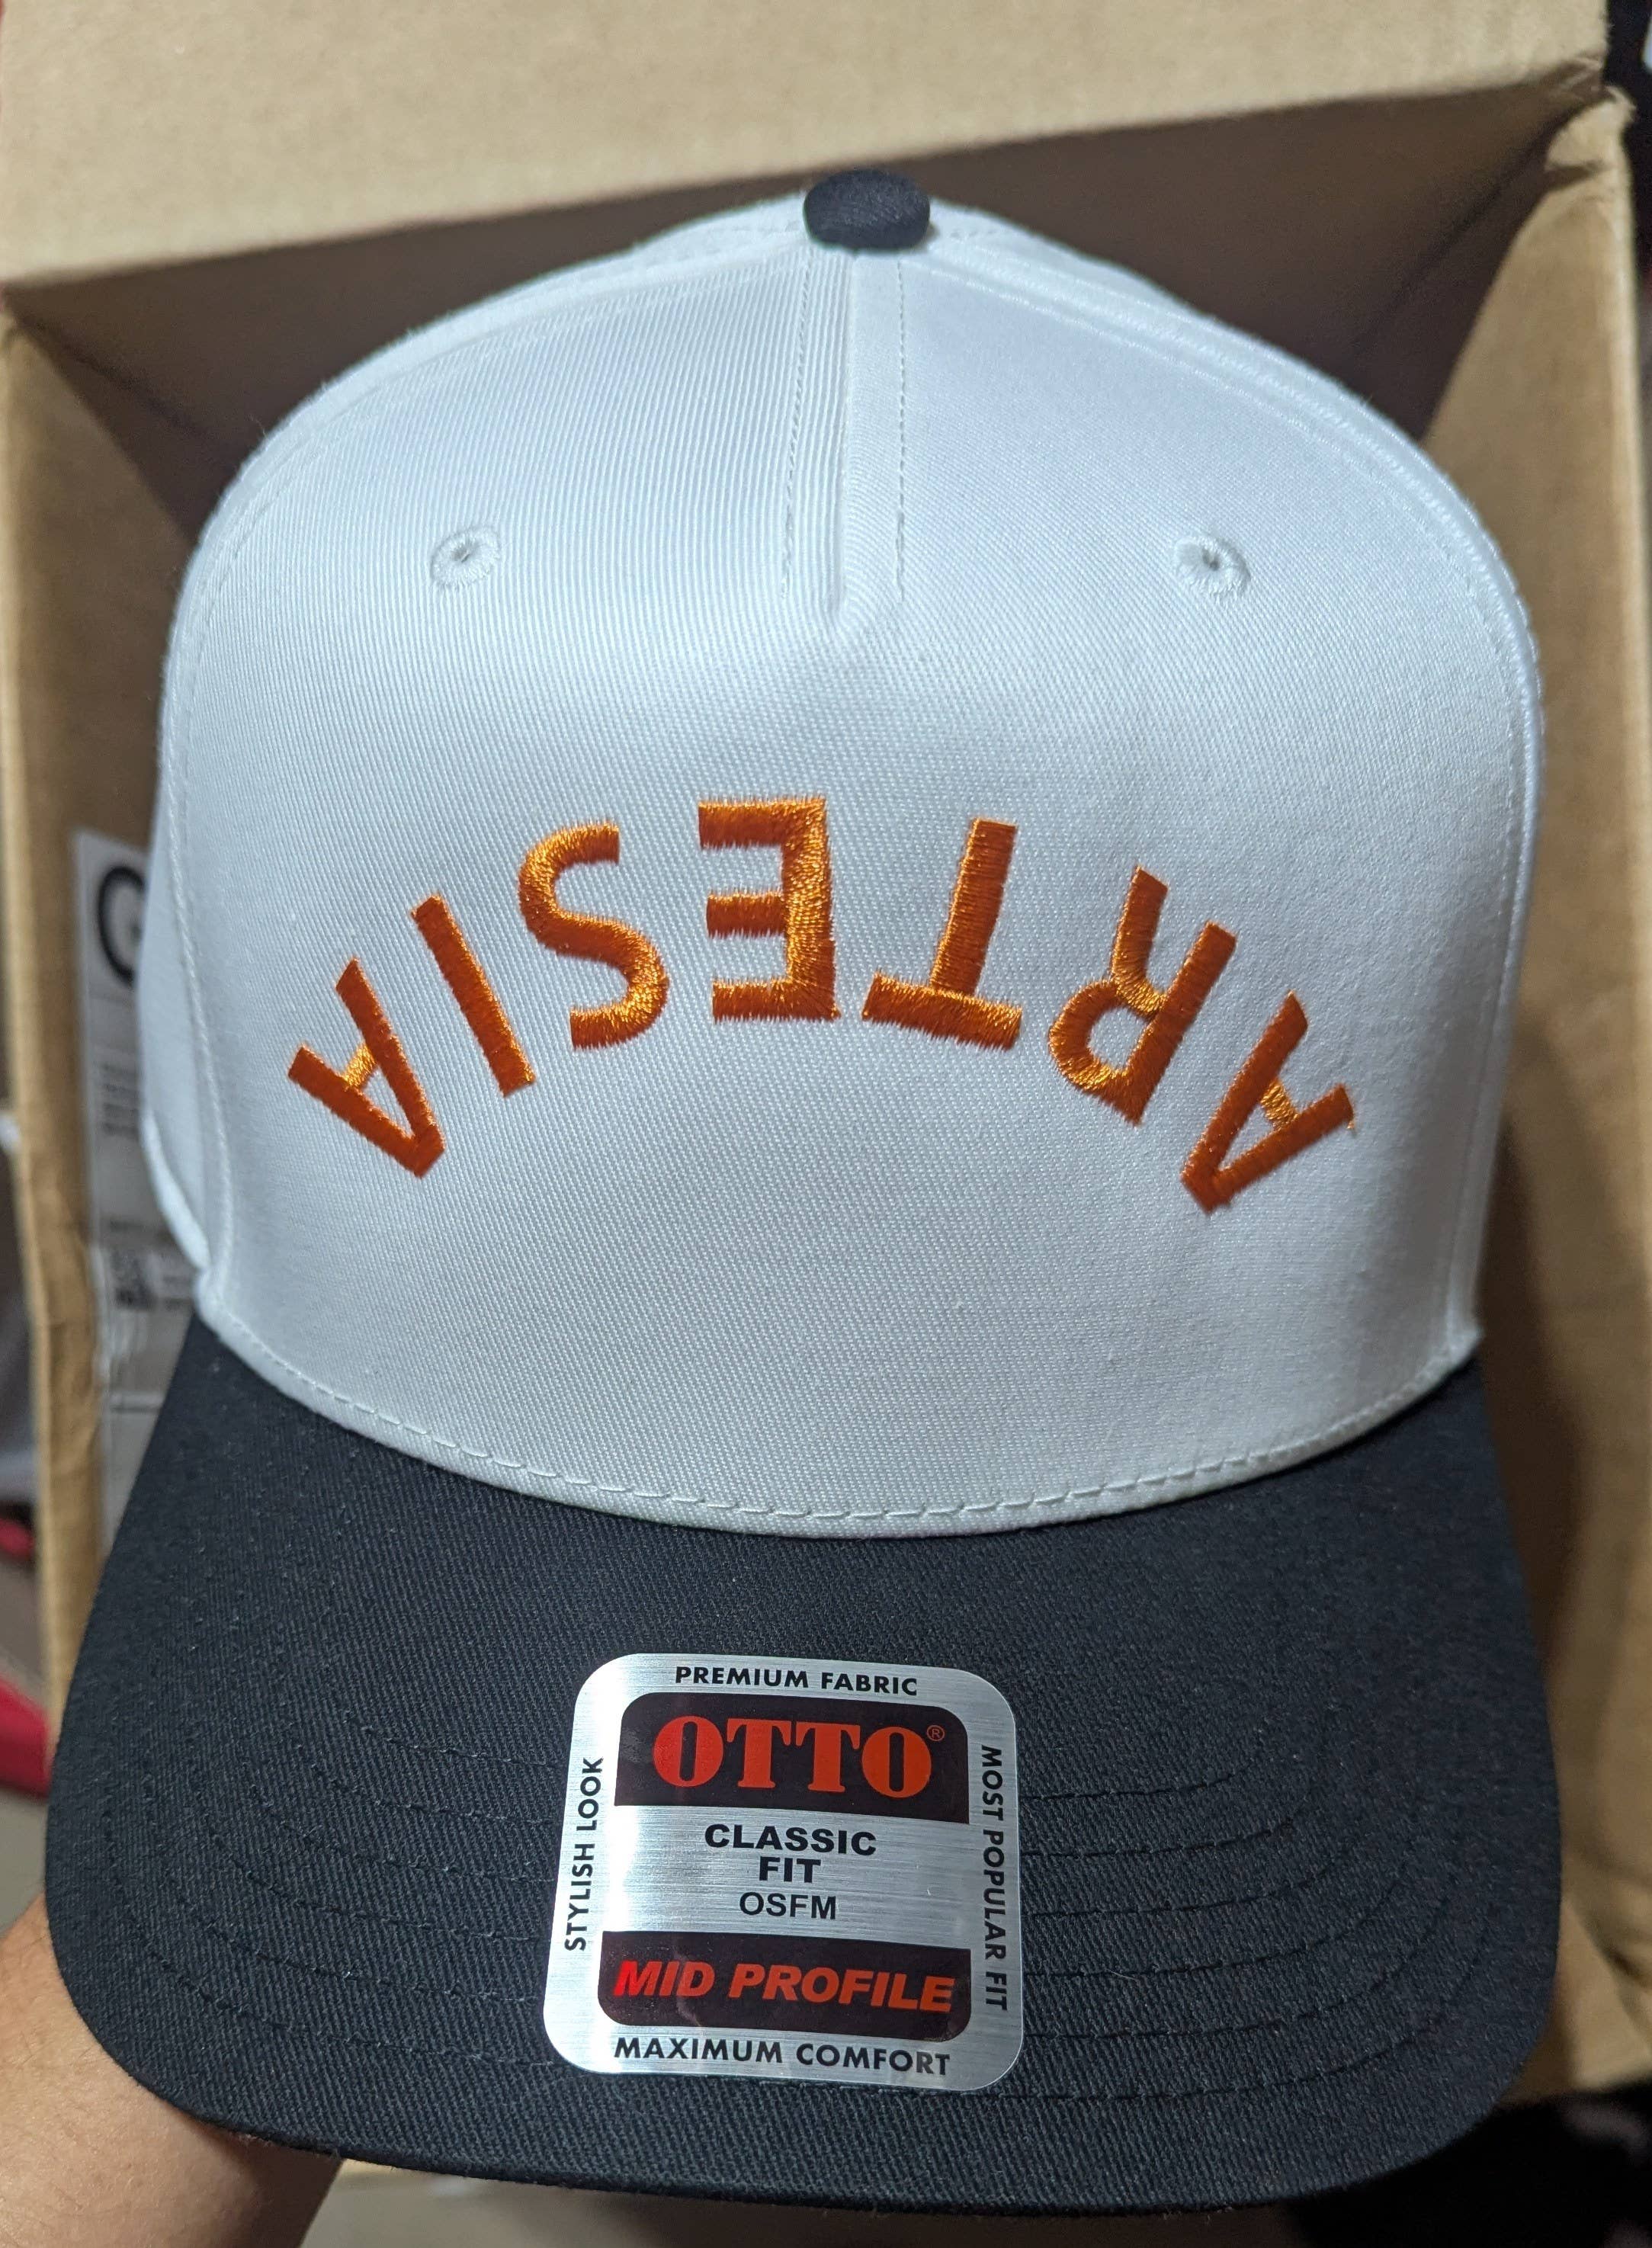 ARTESIA
PREMIUM FABRIC
OTTO®
STYLISH LOOK
CLASSIC
FIT
OSFM
MOST POPULAR FIT
MID PROFILE
MAXIMUM COMFORT